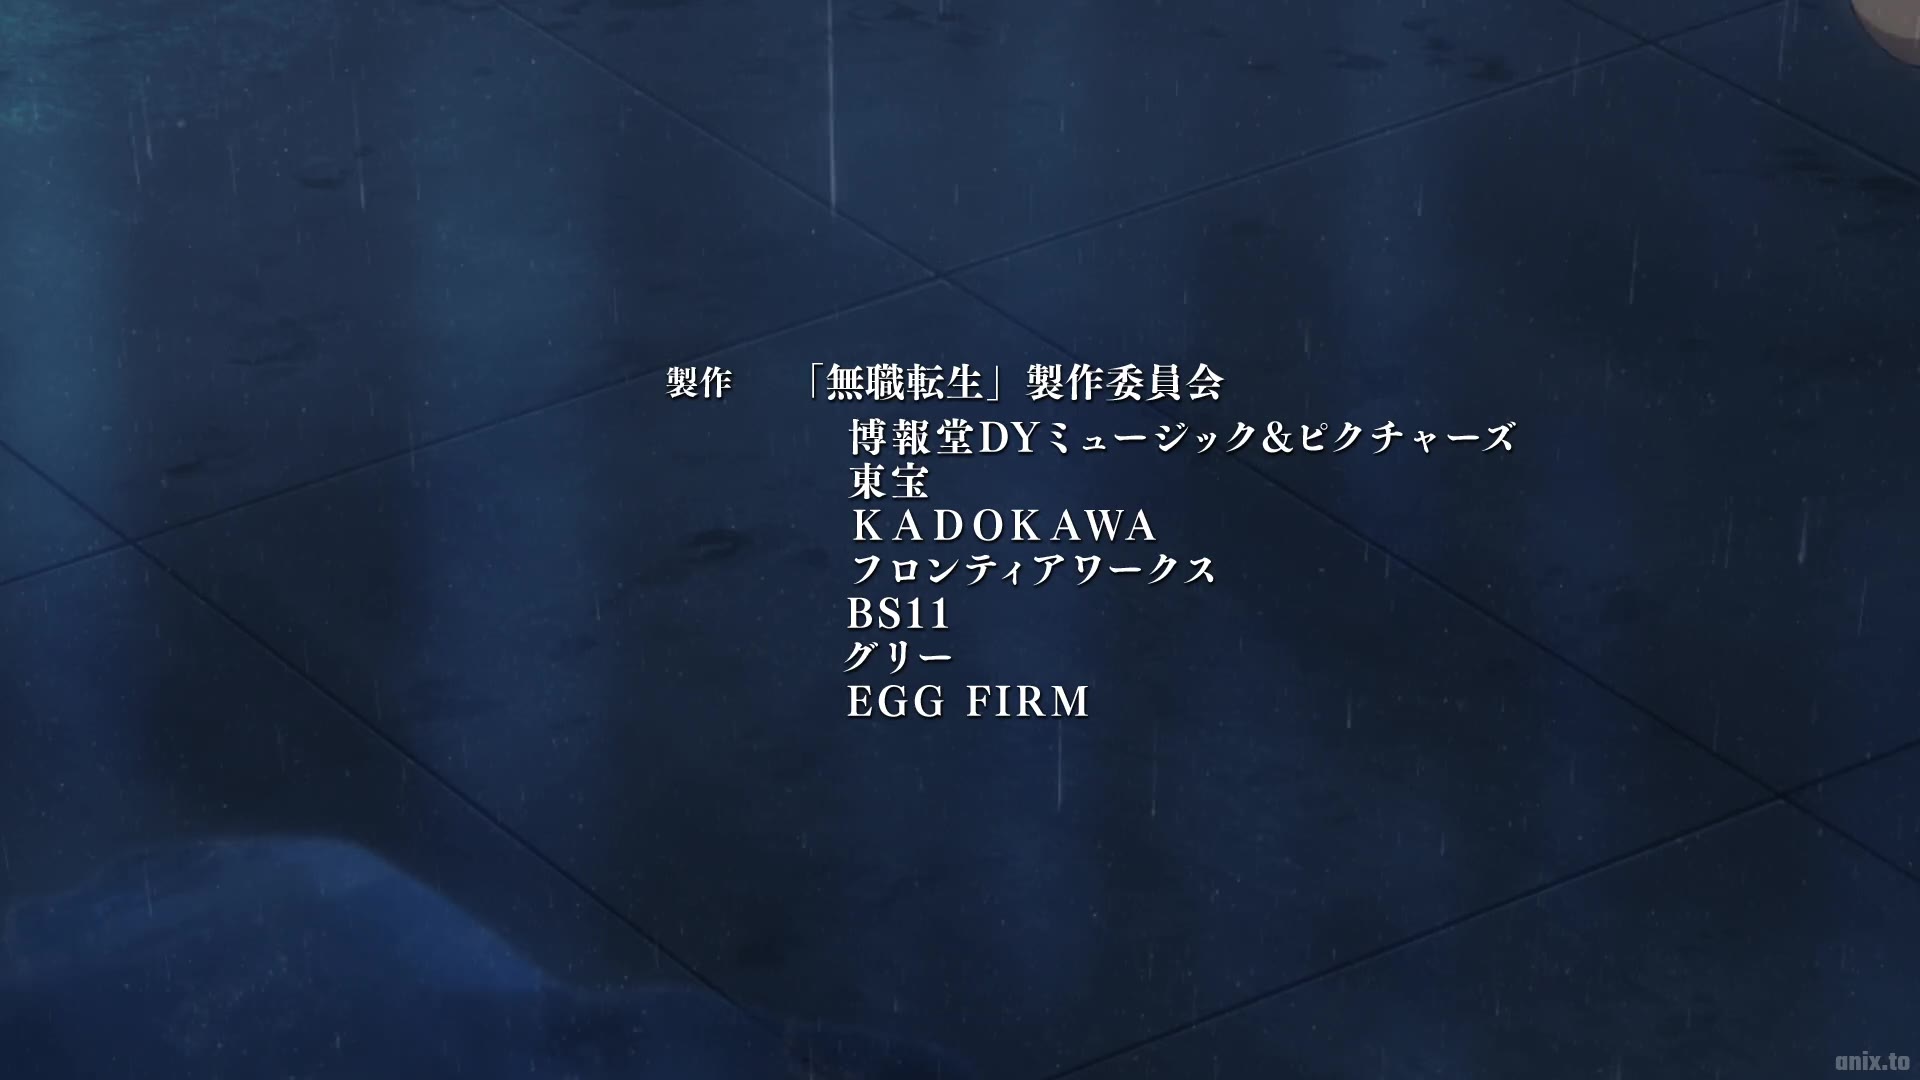 製作 「無職転生」製作委員会
博報堂DYミュージック&ピクチャーズ
東宝
KADOKAWA
フロンティアワークス
BS11
グリー
EGG FIRM
anix.to